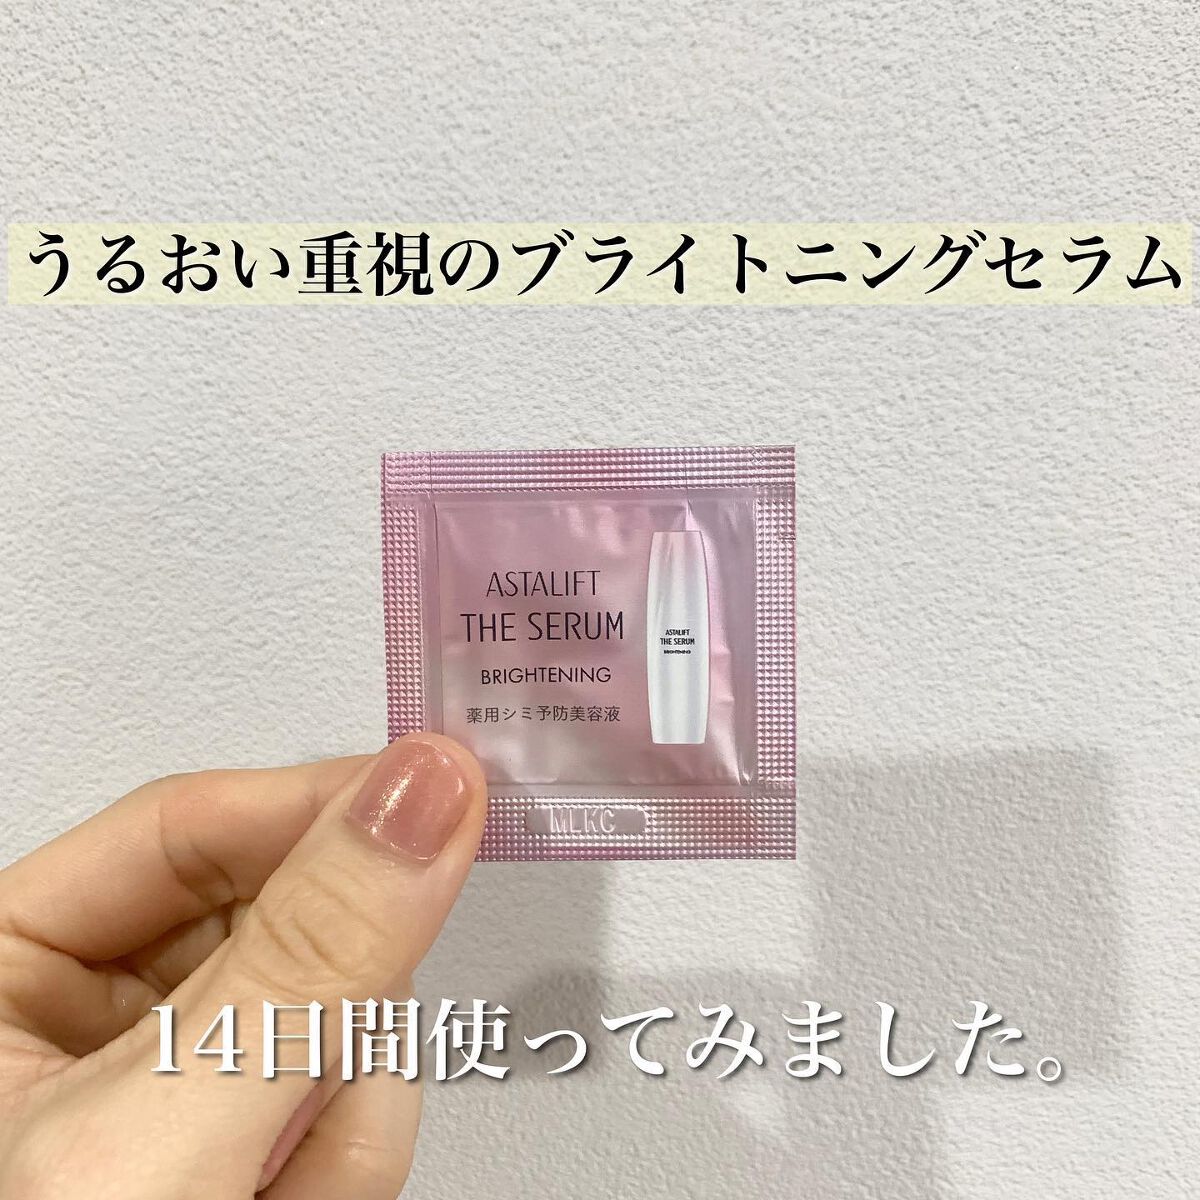 うるおい重視のブライトニングセラム
ASTALIFT
THE SERUM
BRIGHTENING
薬用シミ予防美容液
ASTALIFT
THE SERUM
BRIGHTENING
MLKC
14日間使ってみました。